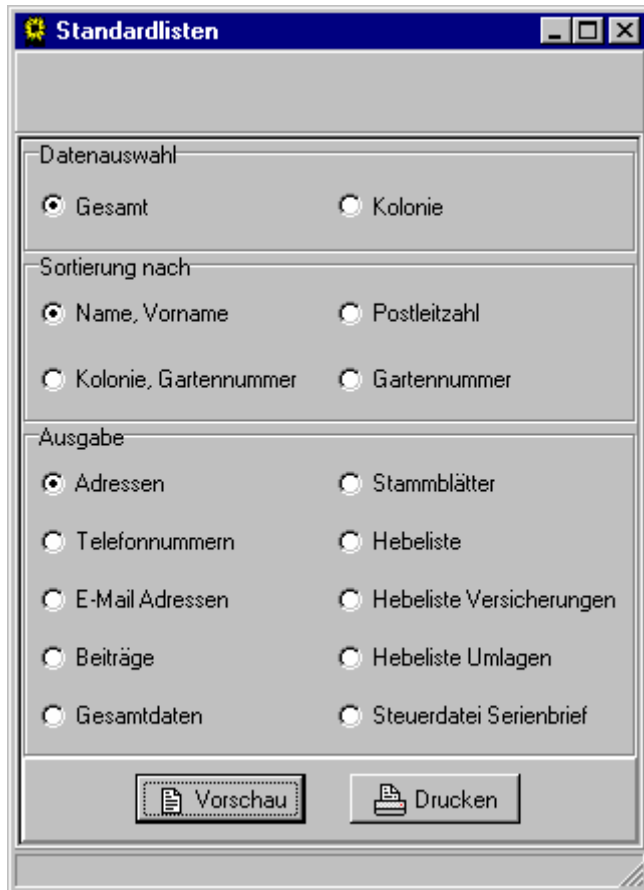 Standardlisten
Datenauswahl
Gesamt Kolonie
Sortierung nach
Name, Vorname Postleitzahl
Kolonie, Gartennummer Gartennummer
Ausgabe
Adressen Stammblätter
Telefonnummern Hebeliste
E-Mail Adressen Hebeliste Versicherungen
Beiträge Hebeliste Umlagen
Gesamtdaten Steuerdatei Serienbrief
Vorschau Drucken